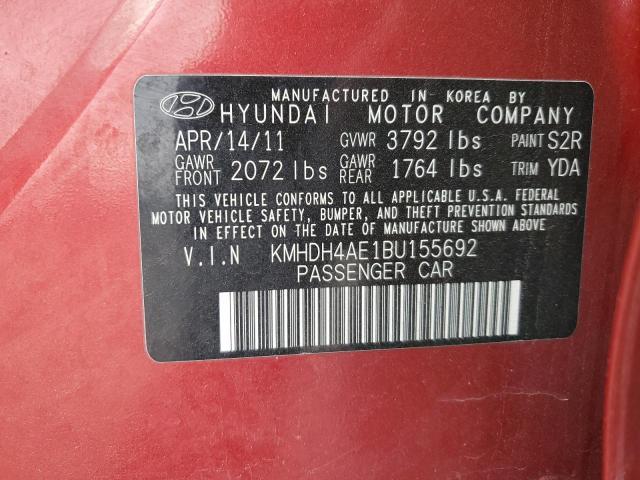 MANUFACTURED IN KOREA BY
HYUNDAI MOTOR COMPANY
APR/14/11 GVWR 3792 lbs PAINT S2R
GAWR FRONT 2072 lbs GAWR REAR 1764 lbs TRIM YDA
THIS VEHICLE CONFORMS TO ALL APPLICABLE U.S.A. FEDERAL
MOTOR VEHICLE SAFETY, BUMPER, AND THEFT PREVENTION STANDARDS
IN EFFECT ON THE DATE OF MANUFACTURE SHOWN ABOVE
V.I.N KMHDH4AE1BU155692
PASSENGER CAR